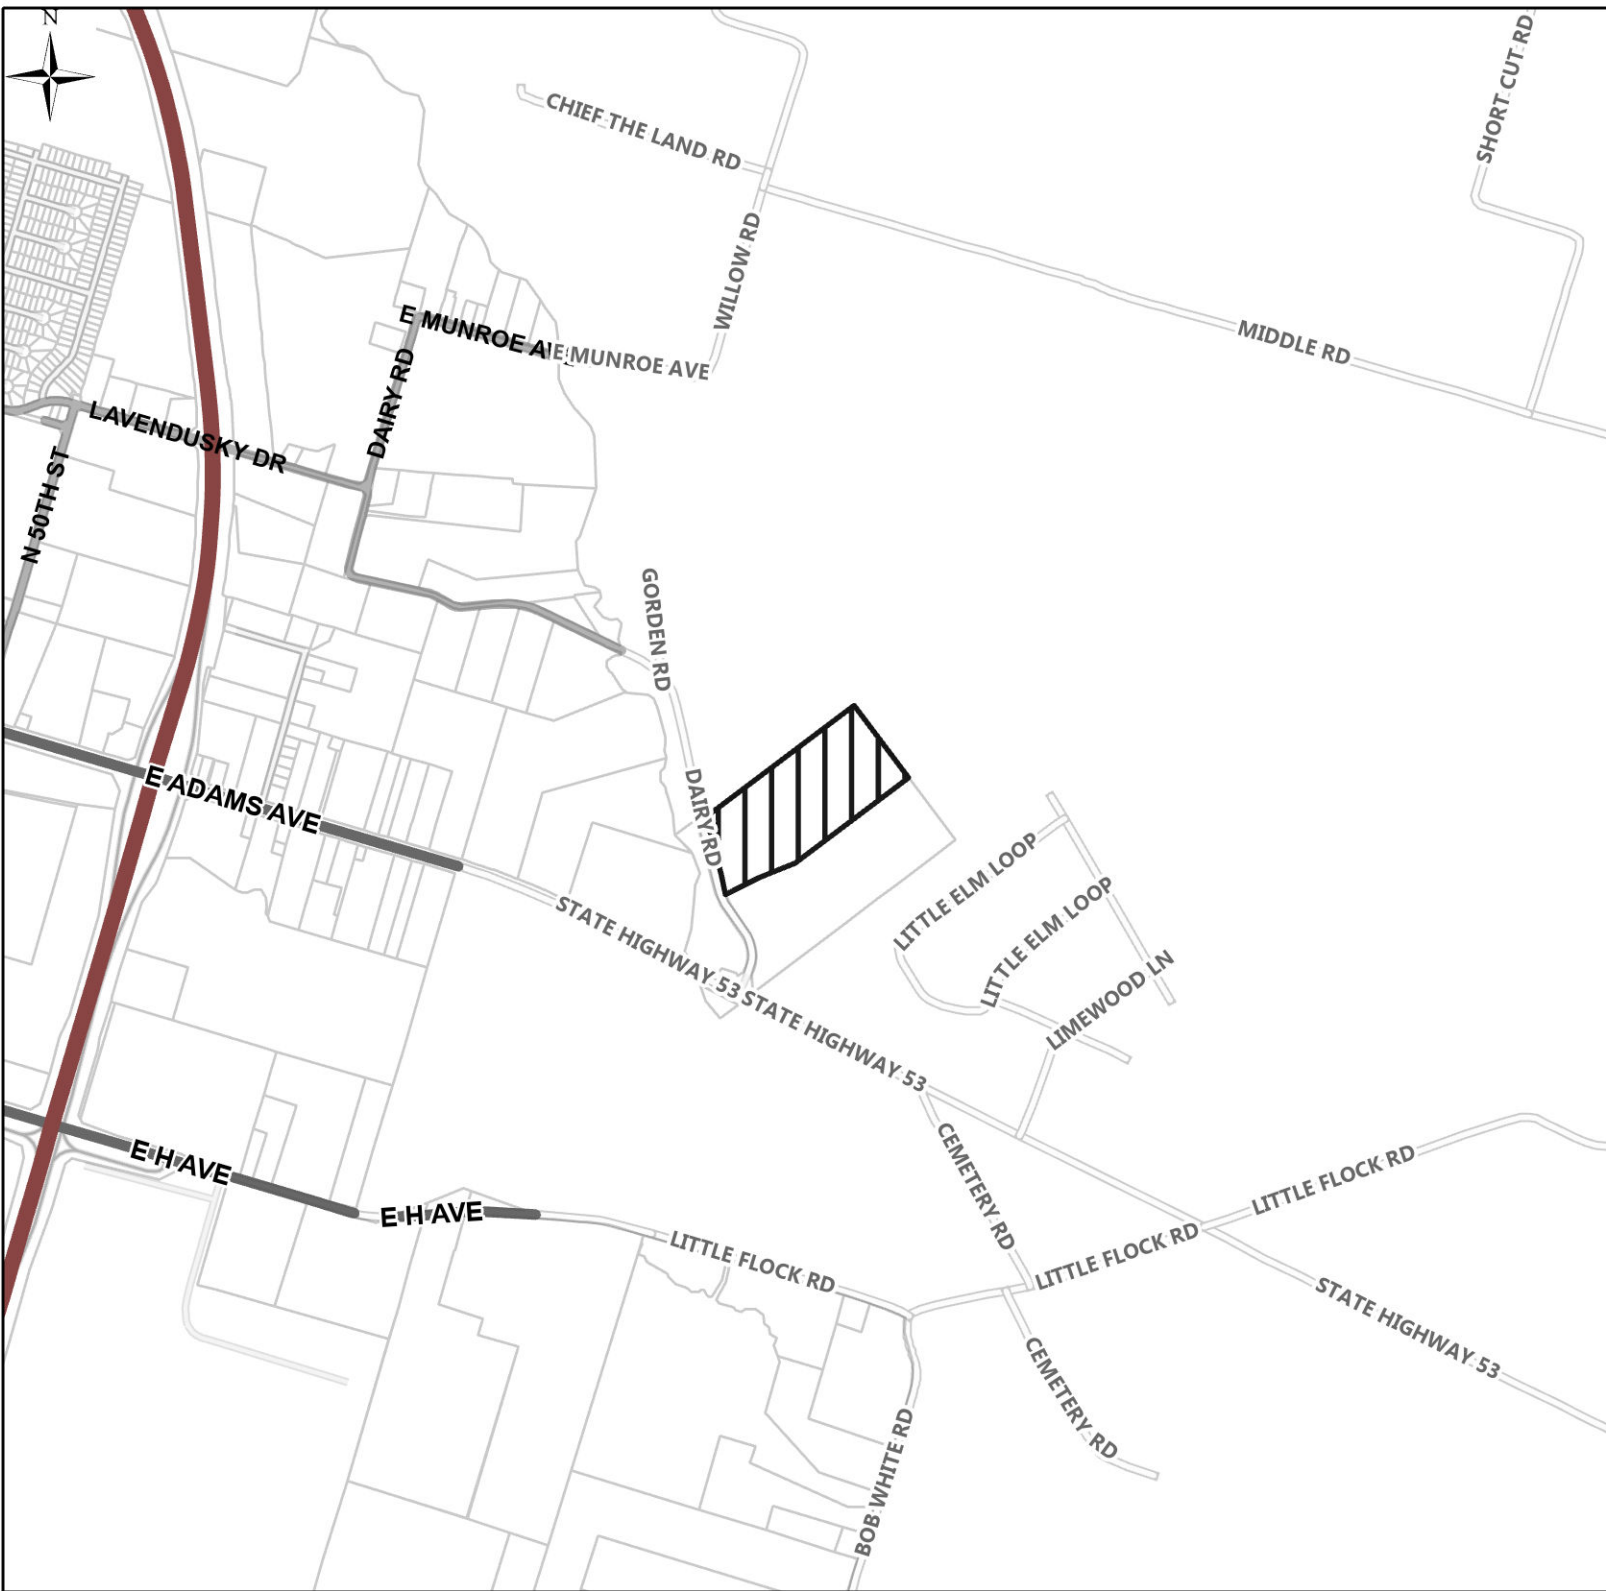 N
SHORT CUT RD
CHIEF THE LAND RD
WILLOW RD
E MUNROE AVE
E MUNROE AVE
MIDDLE RD
DAIRY RD
LAVENDUSKY DR
N 50TH ST
GORDEN RD
DAIRY RD
E ADAMS AVE
LITTLE ELM LOOP
LITTLE ELM LOOP
STATE HIGHWAY 53
STATE HIGHWAY 53
LIMEWOOD LN
E H AVE
E H AVE
CEMETERY RD
LITTLE FLOCK RD
LITTLE FLOCK RD
LITTLE FLOCK RD
STATE HIGHWAY 53
CEMETERY RD
BOB WHITE RD